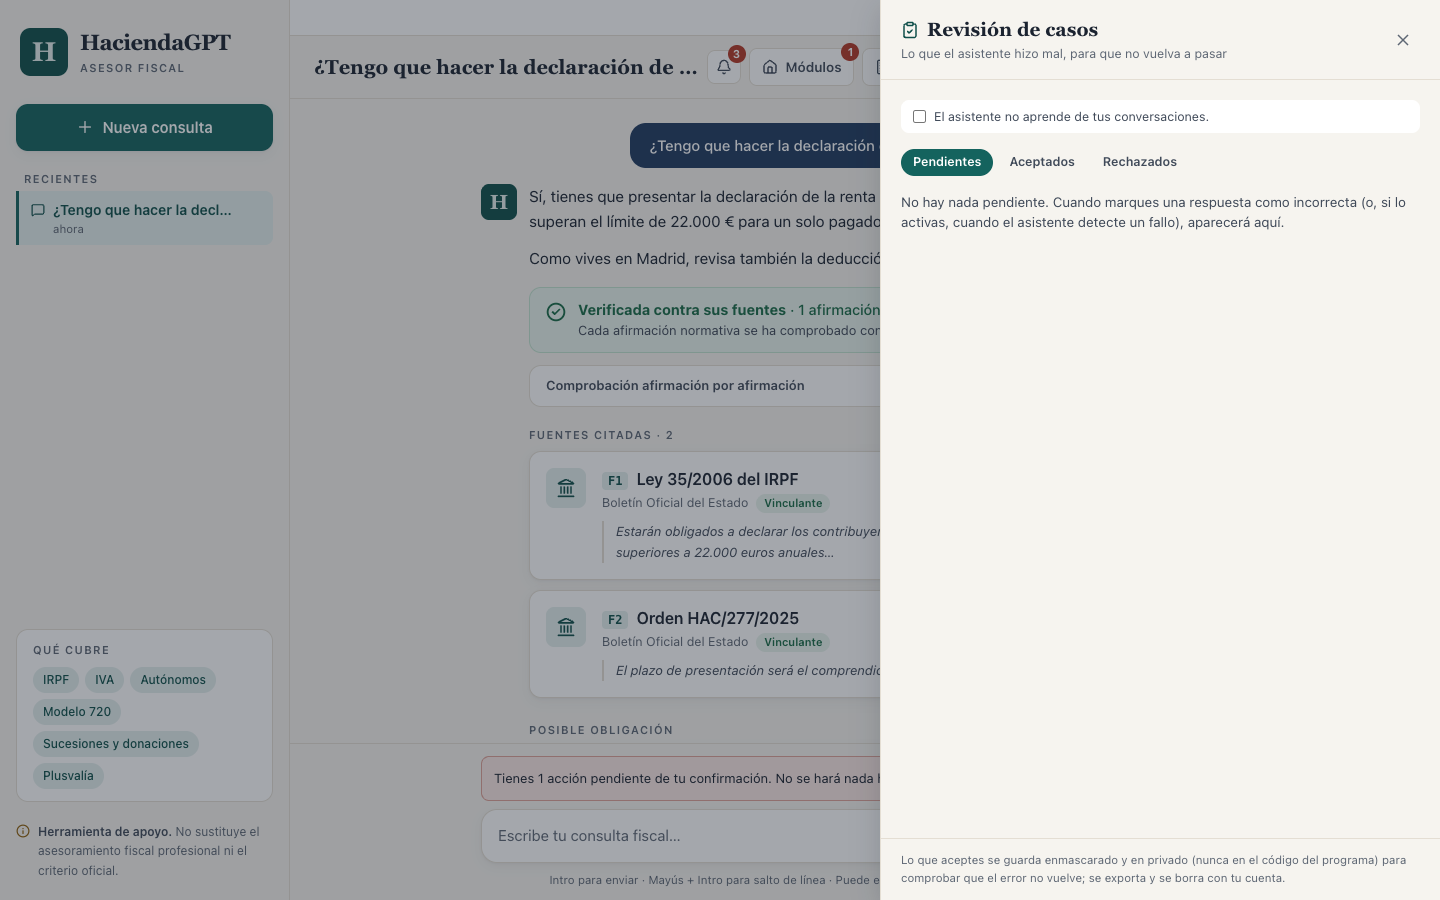 H
HaciendaGPT
ASESOR FISCAL
Nueva consulta
RECIENTES
¿Tengo que hacer la decl...
ahora
QUÉ CUBRE
IRPF
IVA
Autónomos
Modelo 720
Sucesiones y donaciones
Plusvalía
Herramienta de apoyo. No sustituye el
asesoramiento fiscal profesional ni el
criterio oficial.
¿Tengo que hacer la declaración de ...
3
Módulos
1
¿Tengo que hacer la declaración
H
Sí, tienes que presentar la declaración de la renta
superan el límite de 22.000 € para un solo
Como vives en Madrid, revisa también la
Verificada contra sus fuentes · 1 afirmación
Cada afirmación normativa se ha comprobado
Comprobación afirmación por afirmación
FUENTES CITADAS · 2
F1 Ley 35/2006 del IRPF
Boletín Oficial del Estado Vinculante
Estarán obligados a declarar los
superiores a 22.000 euros anuales...
F2 Orden HAC/277/2025
Boletín Oficial del Estado Vinculante
El plazo de presentación será el
POSIBLE OBLIGACIÓN
Tienes 1 acción pendiente de tu confirmación. No se hará nada
Escribe tu consulta fiscal...
Intro para enviar · Mayús + Intro para salto de línea · Puede
Revisión de casos
Lo que el asistente hizo mal, para que no vuelva a pasar
El asistente no aprende de tus conversaciones.
Pendientes
Aceptados
Rechazados
No hay nada pendiente. Cuando marques una respuesta como incorrecta (o, si lo
activas, cuando el asistente detecte un fallo), aparecerá aquí.
Lo que aceptes se guarda enmascarado y en privado (nunca en el código del programa) para
comprobar que el error no vuelve; se exporta y se borra con tu cuenta.